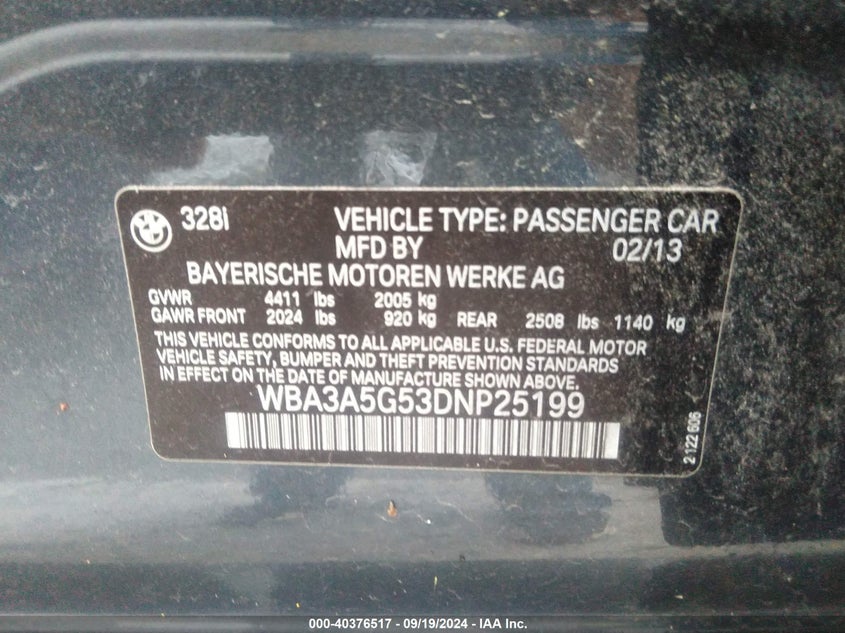 328i VEHICLE TYPE: PASSENGER CAR
MFD BY 02/13
BAYERISCHE MOTOREN WERKE AG
GVWR 4411 lbs 2005 kg
GAWR FRONT 2024 lbs 920 kg REAR 2508 lbs 1140 kg
THIS VEHICLE CONFORMS TO ALL APPLICABLE U.S. FEDERAL MOTOR
VEHICLE SAFETY, BUMPER AND THEFT PREVENTION STANDARDS
IN EFFECT ON THE DATE OF MANUFACTURE SHOWN ABOVE.
WBA3A5G53DNP25199
2 122 606
000-40376517 - 09/19/2024 - IAA Inc.